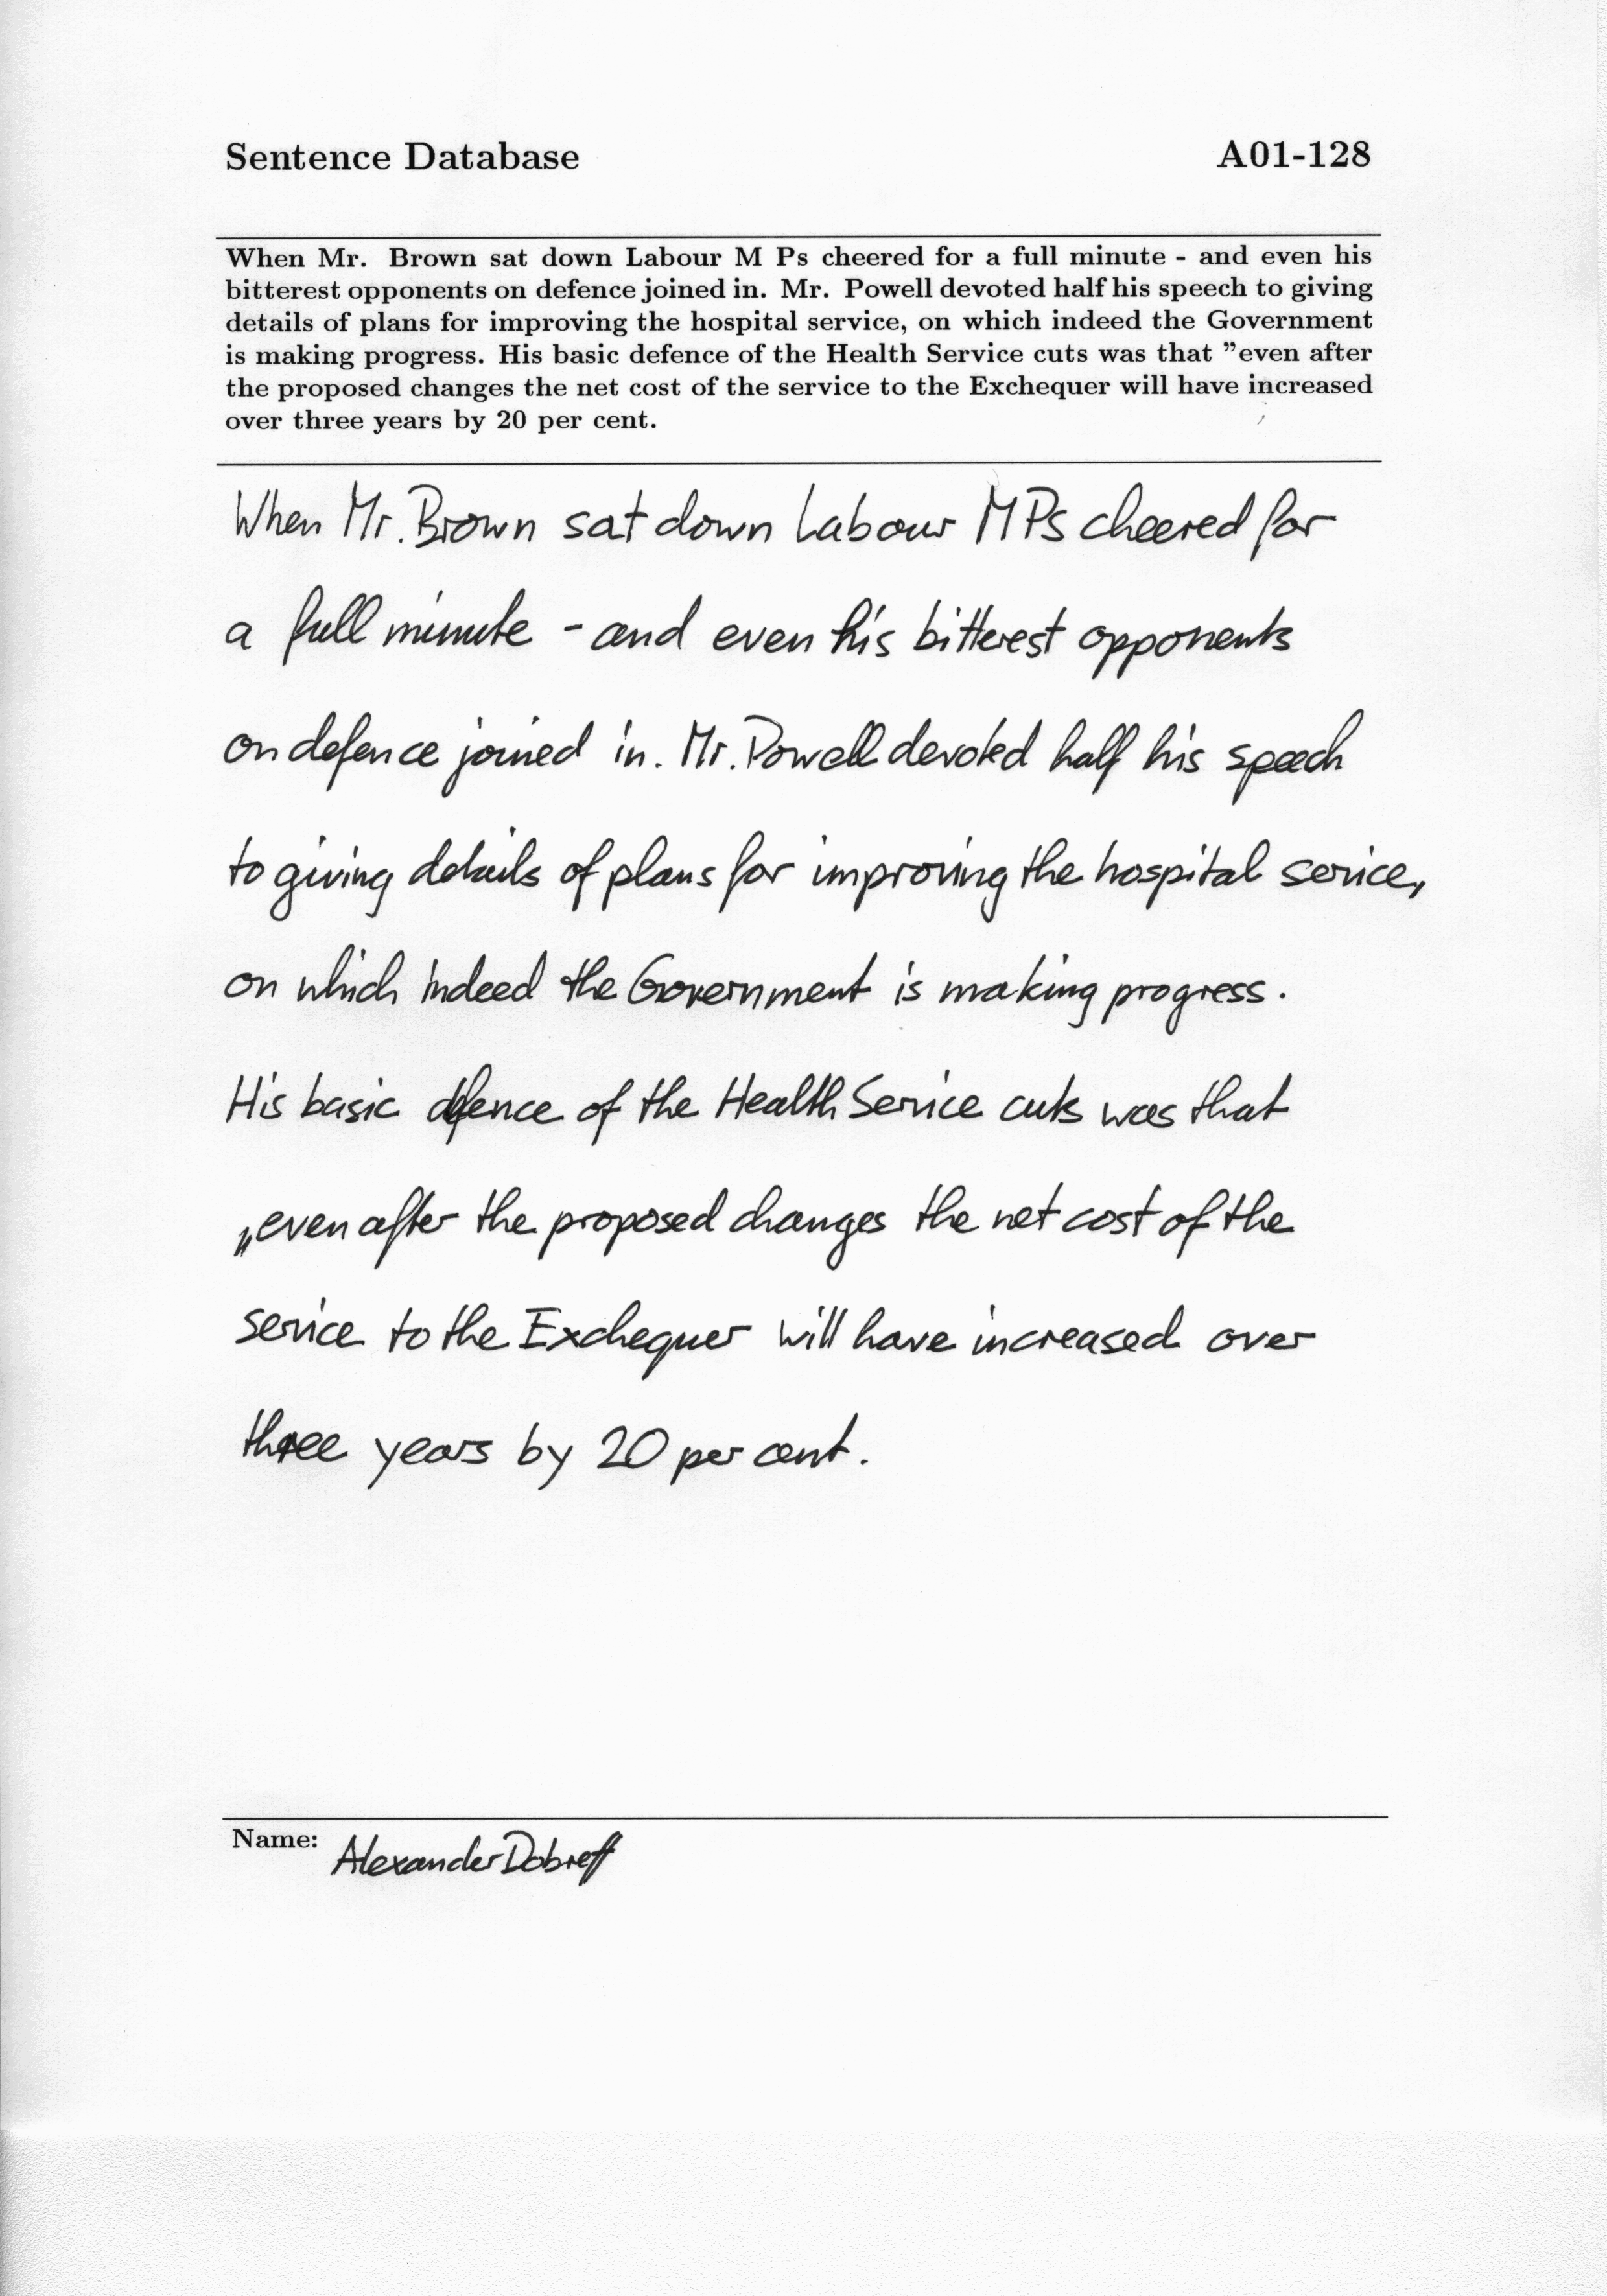 Sentence Database A01-128
When Mr. Brown sat down Labour M Ps cheered for a full minute - and even his
bitterest opponents on defence joined in. Mr. Powell devoted half his speech to giving
details of plans for improving the hospital service, on which indeed the Government
is making progress. His basic defence of the Health Service cuts was that ”even after
the proposed changes the net cost of the service to the Exchequer will have increased
over three years by 20 per cent.
When Mr. Brown sat down Labour MPs cheered for
a full minute - and even his bitterest opponents
on defence joined in. Mr. Powell devoted half his speech
to giving details of plans for improving the hospital service,
on which indeed the Government is making progress.
His basic defence of the Health Service cuts was that
„even after the proposed changes the net cost of the
service to the Exchequer will have increased over
three years by 20 per cent.
Name: Alexander Dobreff